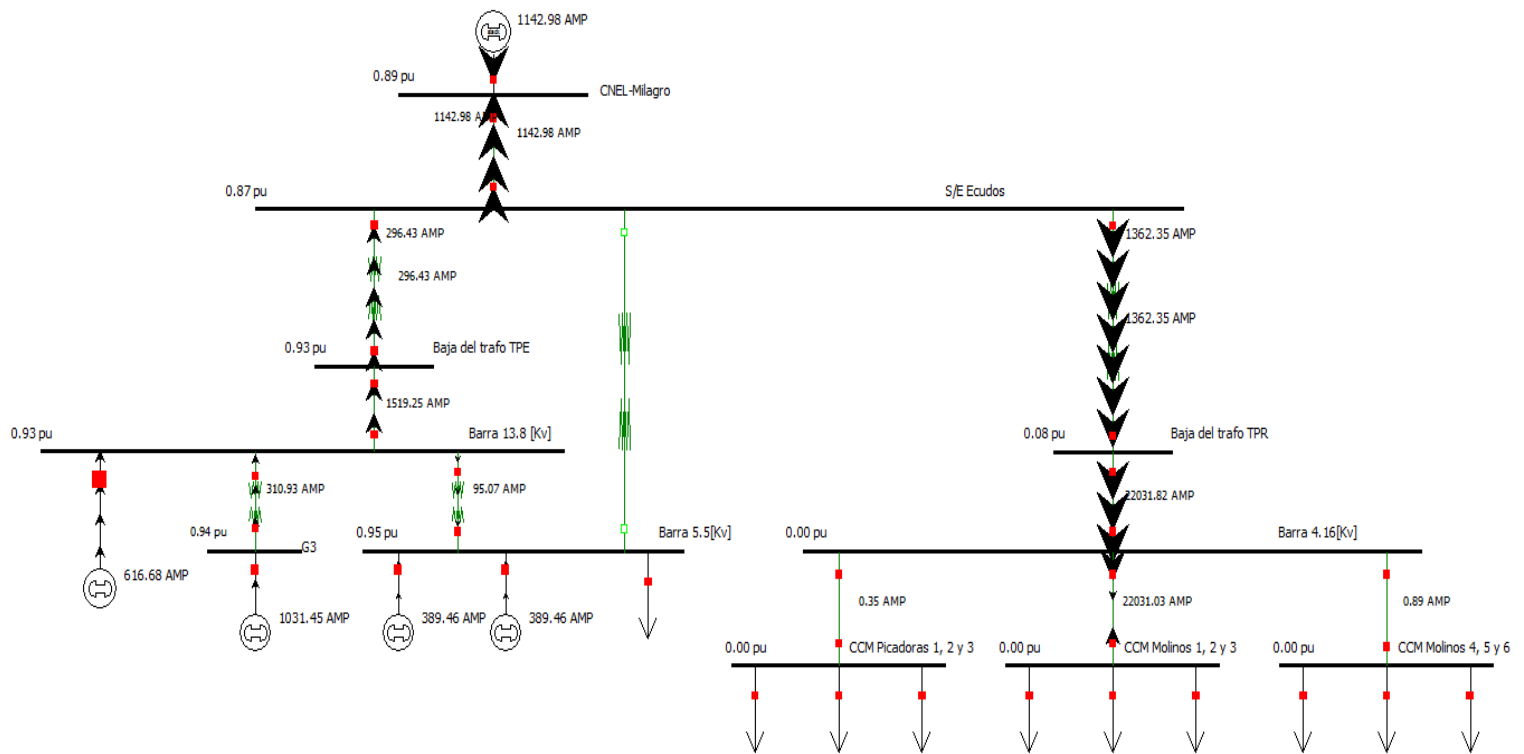 1142.98 AMP
0.89 pu
CNEL-Milagro
1142.98 AMP
1142.98 AMP
0.87 pu
S/E Ecudos
296.43 AMP
1362.35 AMP
296.43 AMP
1362.35 AMP
0.93 pu
Baja del trafo TPE
1519.25 AMP
0.93 pu
Barra 13.8 [Kv]
0.08 pu
Baja del trafo TPR
310.93 AMP
95.07 AMP
22031.82 AMP
0.94 pu
G3
0.95 pu
Barra 5.5[Kv]
0.00 pu
Barra 4.16[Kv]
616.68 AMP
1031.45 AMP
389.46 AMP
389.46 AMP
0.35 AMP
22031.03 AMP
0.89 AMP
0.00 pu
CCM Picadoras 1, 2 y 3
0.00 pu
CCM Molinos 1, 2 y 3
0.00 pu
CCM Molinos 4, 5 y 6